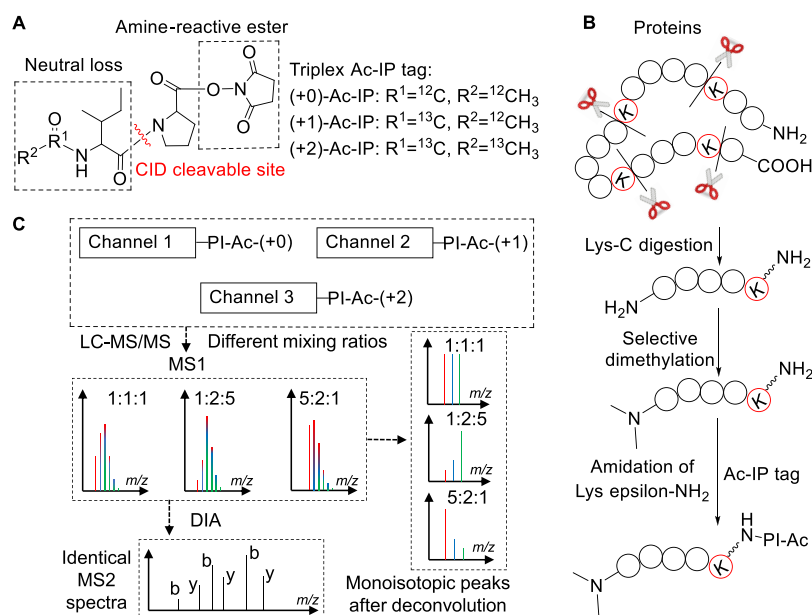 A
Amine-reactive ester
Neutral loss
O
O
N
O
O
O
R¹
R²
N
H
O
N
CID cleavable site
Triplex Ac-IP tag:
(+0)-Ac-IP: R¹=¹²C, R²=¹²CH₃
(+1)-Ac-IP: R¹=¹³C, R²=¹²CH₃
(+2)-Ac-IP: R¹=¹³C, R²=¹³CH₃
B
Proteins
K
K
NH₂
K
K
COOH
Lys-C digestion
NH₂
H₂N
K
Selective
dimethylation
NH₂
K
N
Amidation of
Lys epsilon-NH₂
Ac-IP tag
H
N
PI-Ac
K
N
C
Channel 1
PI-Ac-(+0)
Channel 2
PI-Ac-(+1)
Channel 3
PI-Ac-(+2)
LC-MS/MS
Different mixing ratios
MS1
1:1:1
1:2:5
5:2:1
m/z
m/z
m/z
1:1:1
m/z
1:2:5
m/z
5:2:1
m/z
DIA
Identical
MS2
spectra
b
y
b
y
b
y
m/z
Monoisotopic peaks
after deconvolution